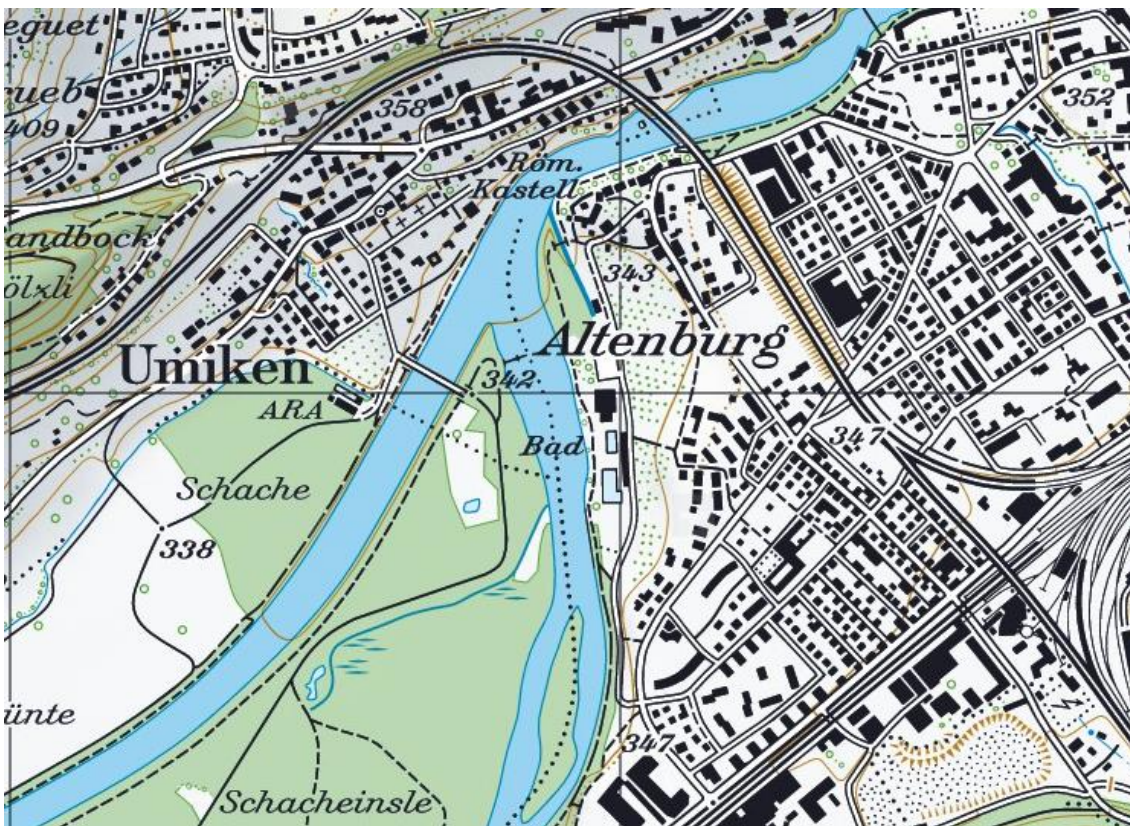 eguet
rueb
409
358
352
Röm.
Kastell
andbock
ölzli
343
Altenburg
Umiken
342
ARA
347
Bad
Schache
338
ünte
347
Schacheinsle